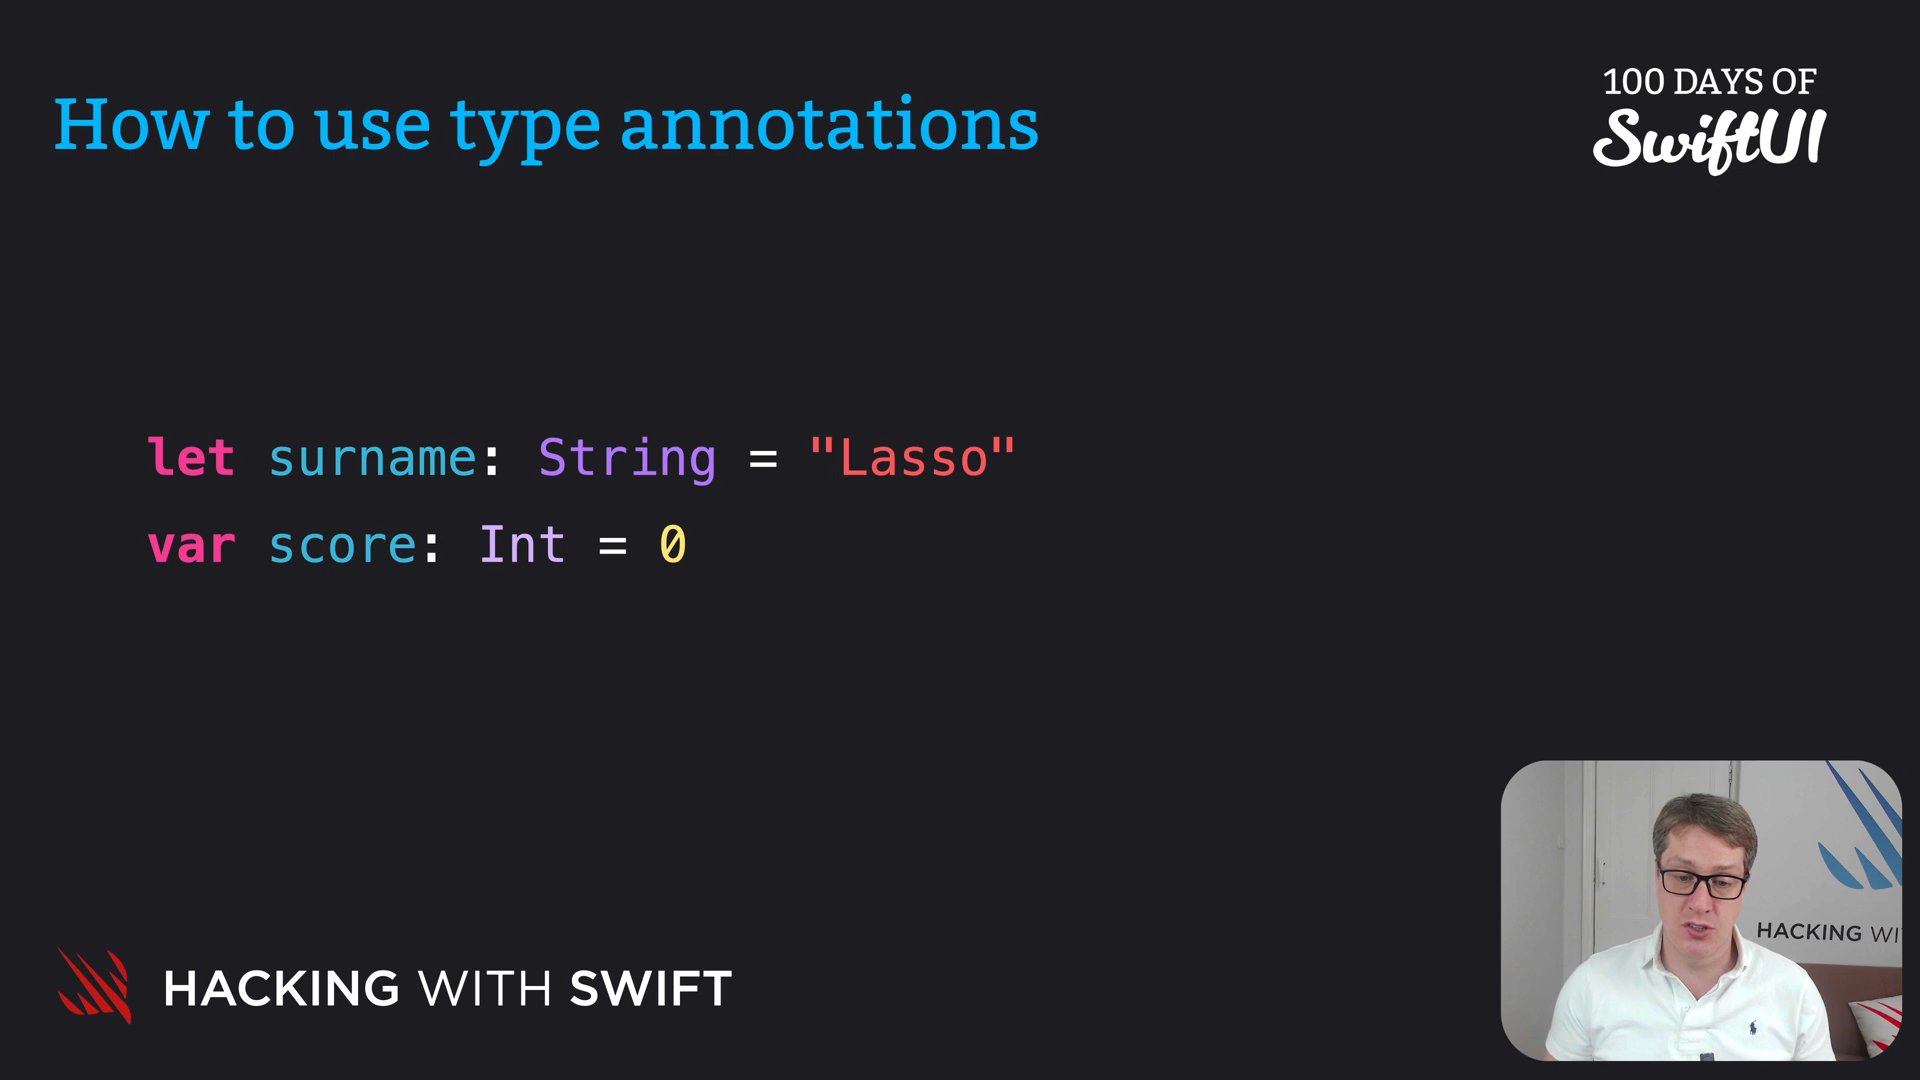 How to use type annotations
100 DAYS OF
SwiftUI
let surname: String = "Lasso"
var score: Int = 0
HACKING WITH SWIFT
HACKING WI